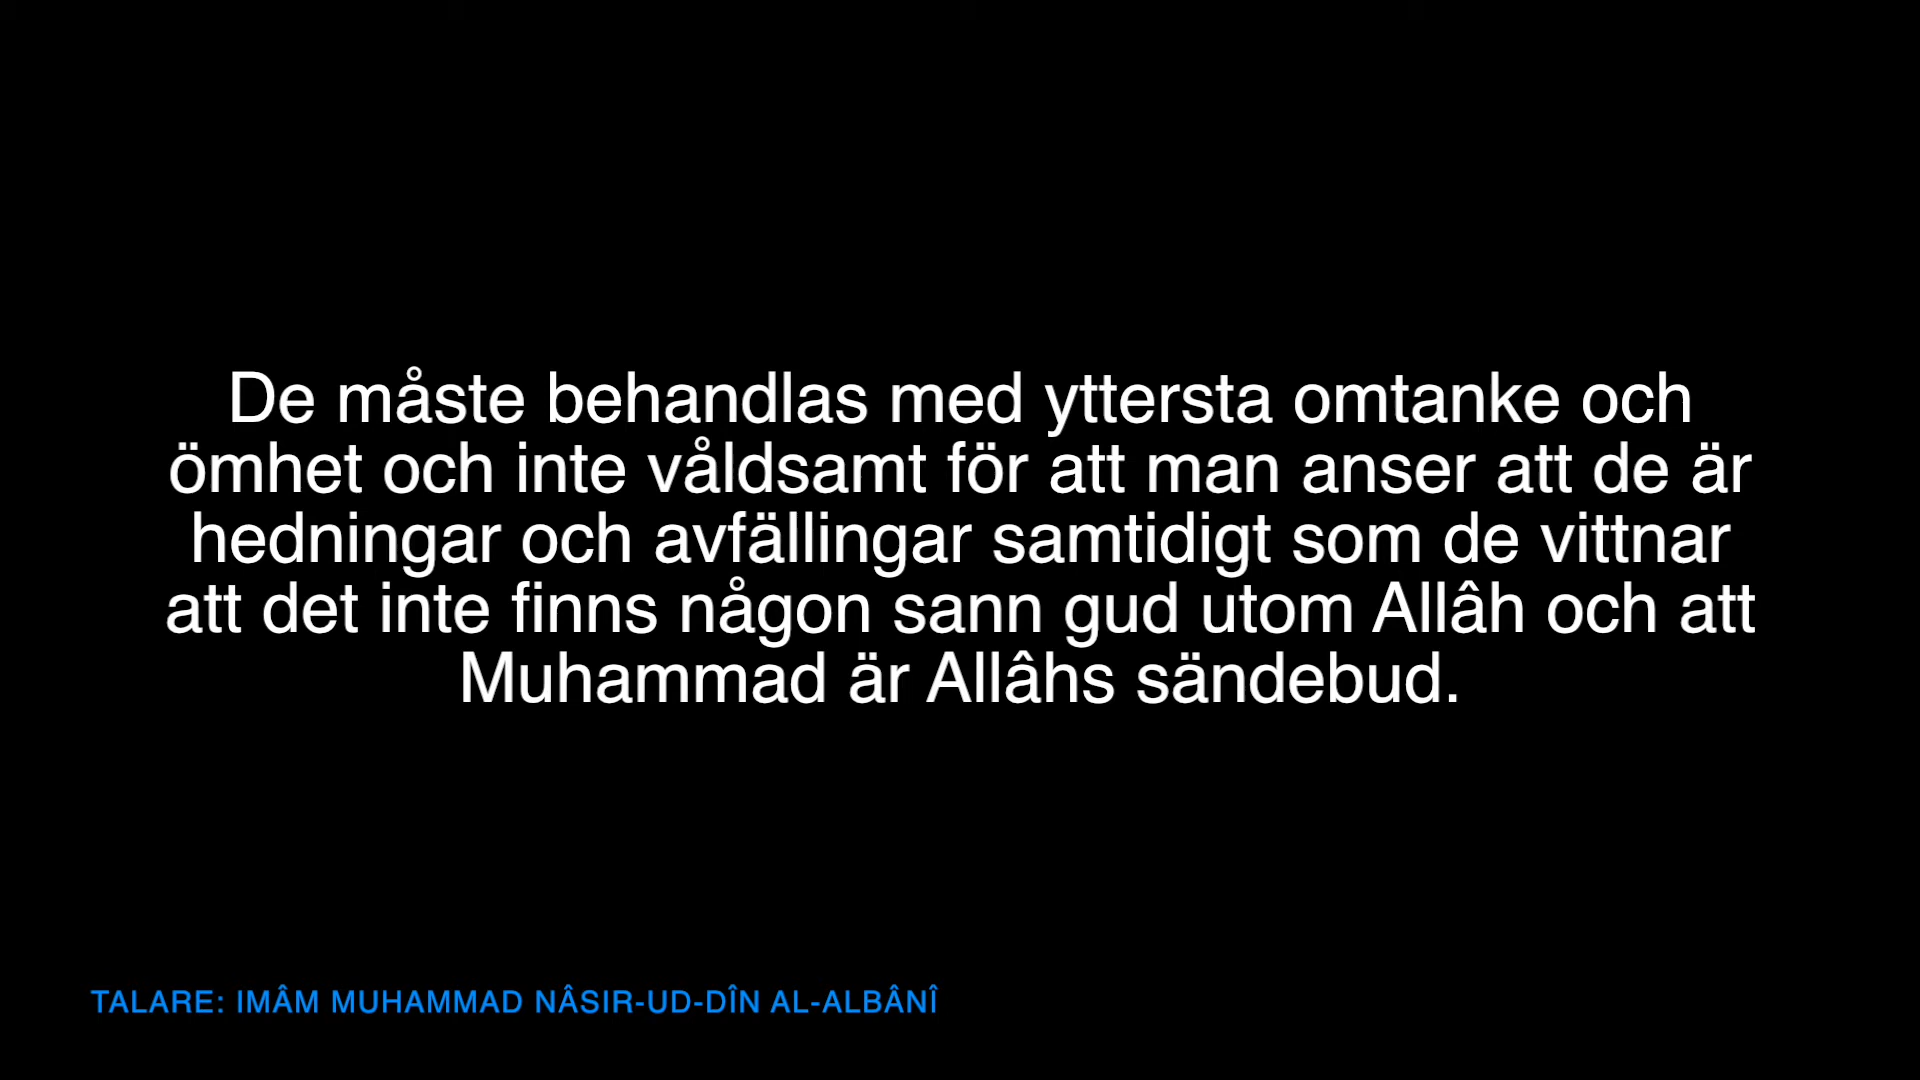 De måste behandlas med yttersta omtanke och
ömhet och inte våldsamt för att man anser att de är
hedningar och avfällingar samtidigt som de vittnar
att det inte finns någon sann gud utom Allâh och att
Muhammad är Allâhs sändebud.
TALARE: IMÂM MUHAMMAD NÂSIR-UD-DÎN AL-ALBÂNÎ